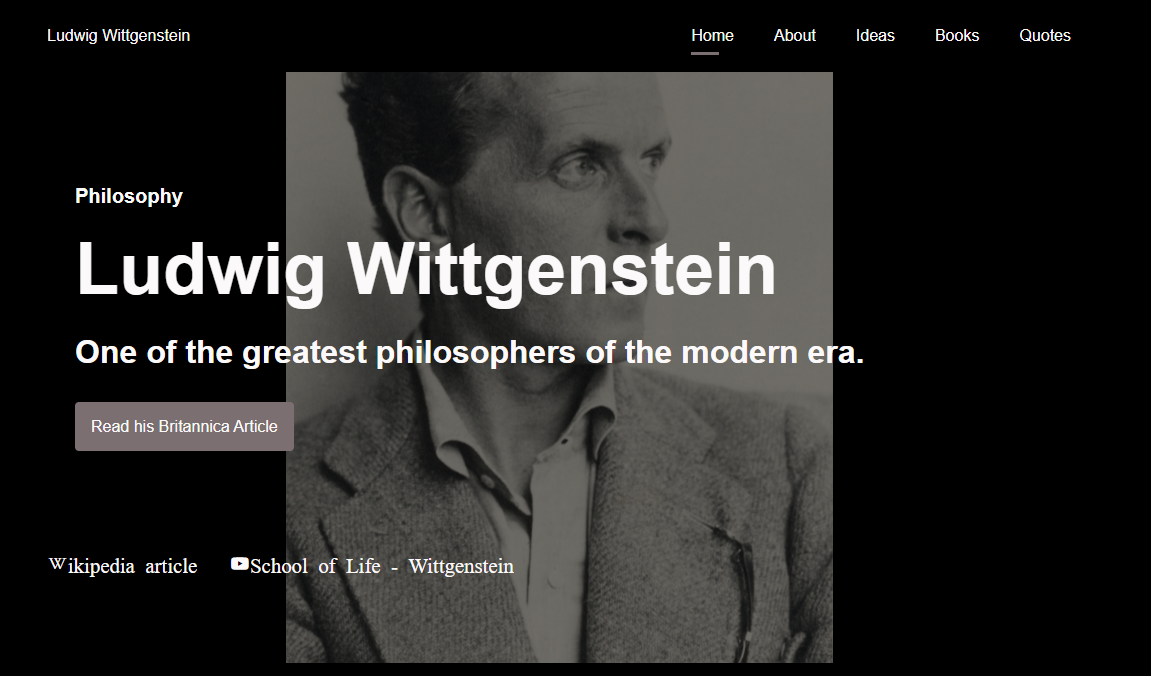 Ludwig Wittgenstein Home About Ideas Books Quotes
Philosophy
Ludwig Wittgenstein
One of the greatest philosophers of the modern era.
Read his Britannica Article
Wikipedia article School of Life - Wittgenstein